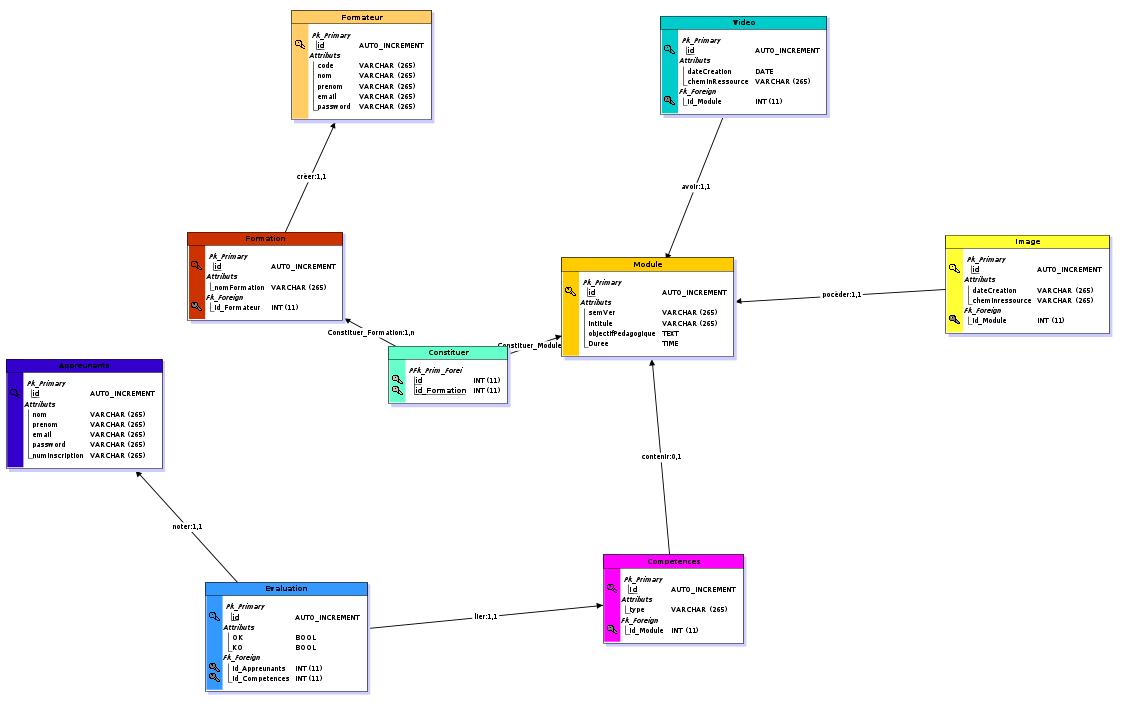 Formateur
Pk_Primary
id AUTO_INCREMENT
Attributs
code VARCHAR (265)
nom VARCHAR (265)
prenom VARCHAR (265)
email VARCHAR (265)
password VARCHAR (265)
Video
Pk_Primary
id AUTO_INCREMENT
Attributs
dateCreation DATE
cheminRessource VARCHAR (265)
Fk_Foreign
id_Module INT (11)
créer:1,1
avoir:1,1
Formation
Pk_Primary
id AUTO_INCREMENT
Attributs
nomFormation VARCHAR (265)
Fk_Foreign
id_Formateur INT (11)
Module
Pk_Primary
id AUTO_INCREMENT
Attributs
semVer VARCHAR (265)
Intitule VARCHAR (265)
objectifPedagogique TEXT
Duree TIME
Image
Pk_Primary
id AUTO_INCREMENT
Attributs
dateCreation VARCHAR (265)
cheminressource VARCHAR (265)
Fk_Foreign
id_Module INT (11)
pocéder:1,1
Constituer_Formation:1,n
Constituer_Module
Constituer
PFk_Prim_Forei
id INT (11)
id_Formation INT (11)
Appreunants
Pk_Primary
id AUTO_INCREMENT
Attributs
nom VARCHAR (265)
prenom VARCHAR (265)
email VARCHAR (265)
password VARCHAR (265)
numInscription VARCHAR (265)
contenir:0,1
noter:1,1
Evaluation
Pk_Primary
id AUTO_INCREMENT
Attributs
OK BOOL
KO BOOL
Fk_Foreign
id_Appreunants INT (11)
id_Competences INT (11)
lier:1,1
Competences
Pk_Primary
id AUTO_INCREMENT
Attributs
type VARCHAR (265)
Fk_Foreign
id_Module INT (11)